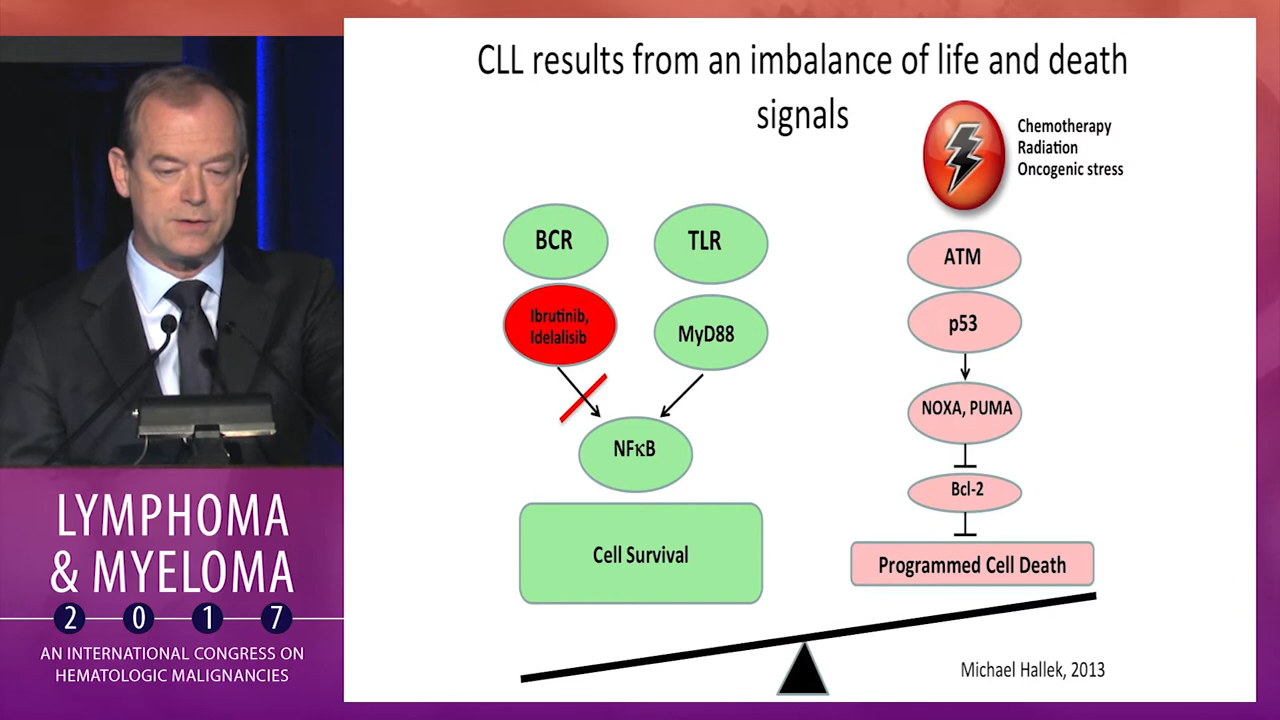 CLL results from an imbalance of life and death
signals
Chemotherapy
Radiation
Oncogenic stress
BCR
TLR
ATM
Ibrutinib,
Idelalisib
MyD88
p53
NOXA, PUMA
NFκB
Bcl-2
Cell Survival
Programmed Cell Death
Michael Hallek, 2013
LYMPHOMA
& MYELOMA
2 0 1 7
AN INTERNATIONAL CONGRESS ON
HEMATOLOGIC MALIGNANCIES